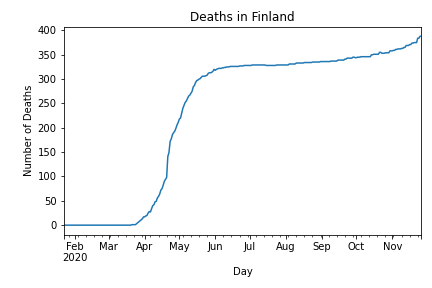 Deaths in Finland
Number of Deaths
400
350
300
250
200
150
100
50
0
Feb Mar Apr May Jun Jul Aug Sep Oct Nov
2020
Day